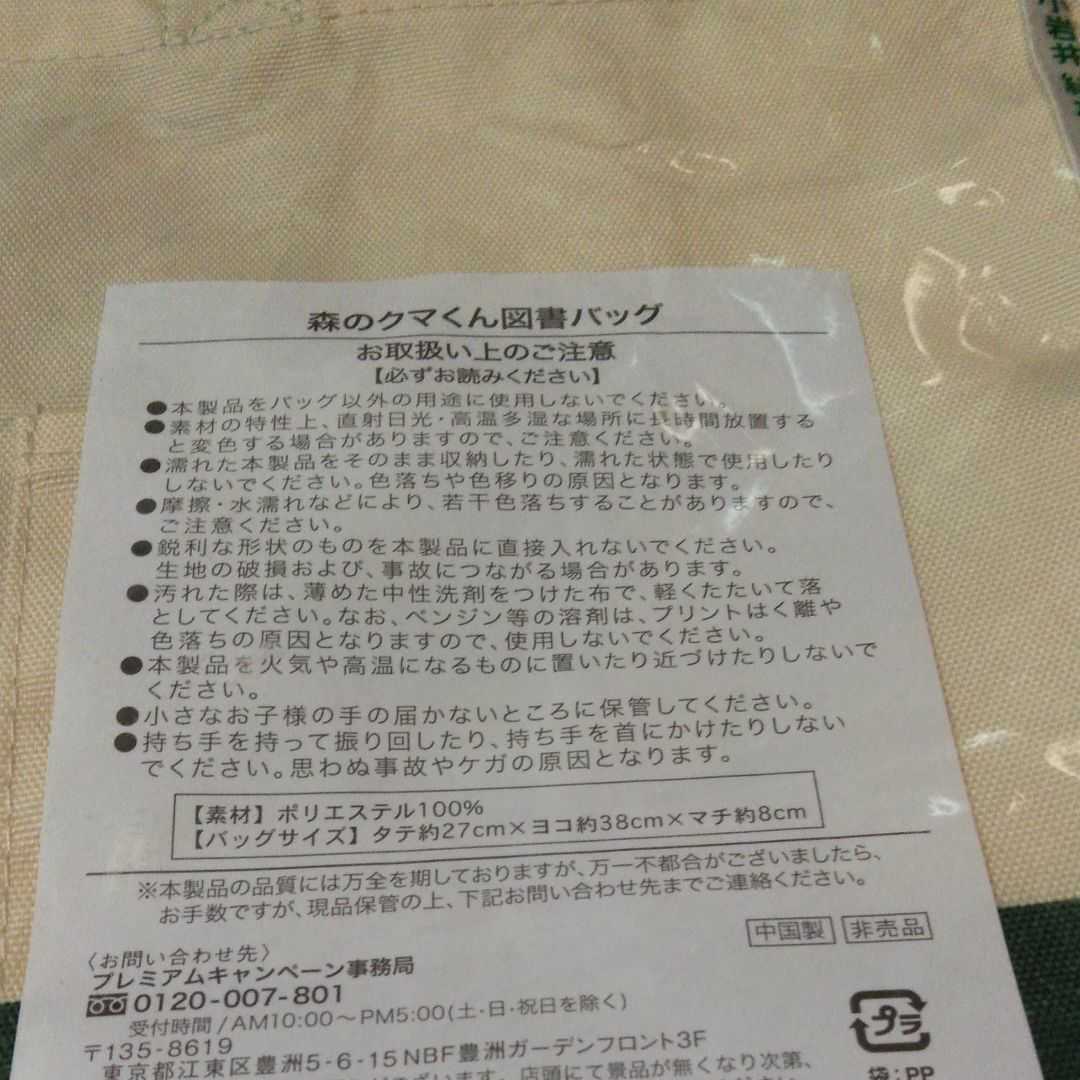 小岩井
森のクマくん図書バッグ
お取扱い上のご注意
【必ずお読みください】
●本製品をバッグ以外の用途に使用しないでください。
●素材の特性上、直射日光・高温多湿な場所に長時間放置する
と変色する場合がありますので、ご注意ください。
●濡れた本製品をそのまま収納したり、濡れた状態で使用したり
しないでください。色落ちや色移りの原因となります。
●摩擦・水濡れなどにより、若干色落ちすることがありますので、
ご注意ください。
●鋭利な形状のものを本製品に直接入れないでください。
生地の破損および、事故につながる場合があります。
●汚れた際は、薄めた中性洗剤をつけた布で、軽くたたいて落
としてください。なお、ベンジン等の溶剤は、プリントはく離や
色落ちの原因となりますので、使用しないでください。
●本製品を火気や高温になるものに置いたり近づけたりしないで
ください。
●小さなお子様の手の届かないところに保管してください。
●持ち手を持って振り回したり、持ち手を首にかけたりしない
でください。思わぬ事故やケガの原因となります。
【素材】ポリエステル100%
【バッグサイズ】タテ約27cm×ヨコ約38cm×マチ約8cm
※本製品の品質には万全を期しておりますが、万一不都合がございましたら、
お手数ですが、現品保管の上、下記お問い合わせ先までご連絡ください。
中国製 非売品
〈お問い合わせ先〉
プレミアムキャンペーン事務局
0120-007-801
受付時間/AM10:00〜PM5:00(土・日・祝日を除く)
〒135-8619
東京都江東区豊洲5-6-15NBF豊洲ガーデンフロント3F
ございます。店頭にて景品が無くなり次第、
プラ
袋:PP